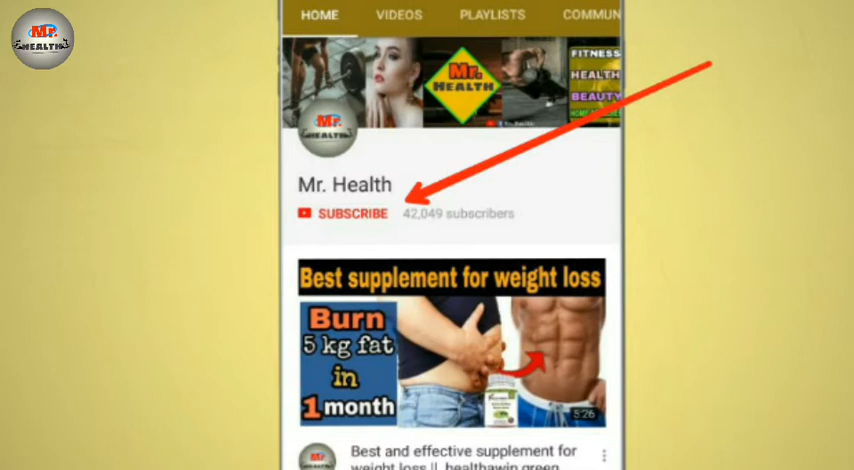 Mr.
HEALTH
HOME VIDEOS PLAYLISTS COMMUN
Mr.
HEALTH
FITNESS
HEALTH
BEAUTY
Mr.
HEALTH
Mr. Health
SUBSCRIBE 42,049 subscribers
Best supplement for weight loss
Burn
5 kg fat
in
1 month
5:26
Best and effective supplement for
weight loss || healthawin green